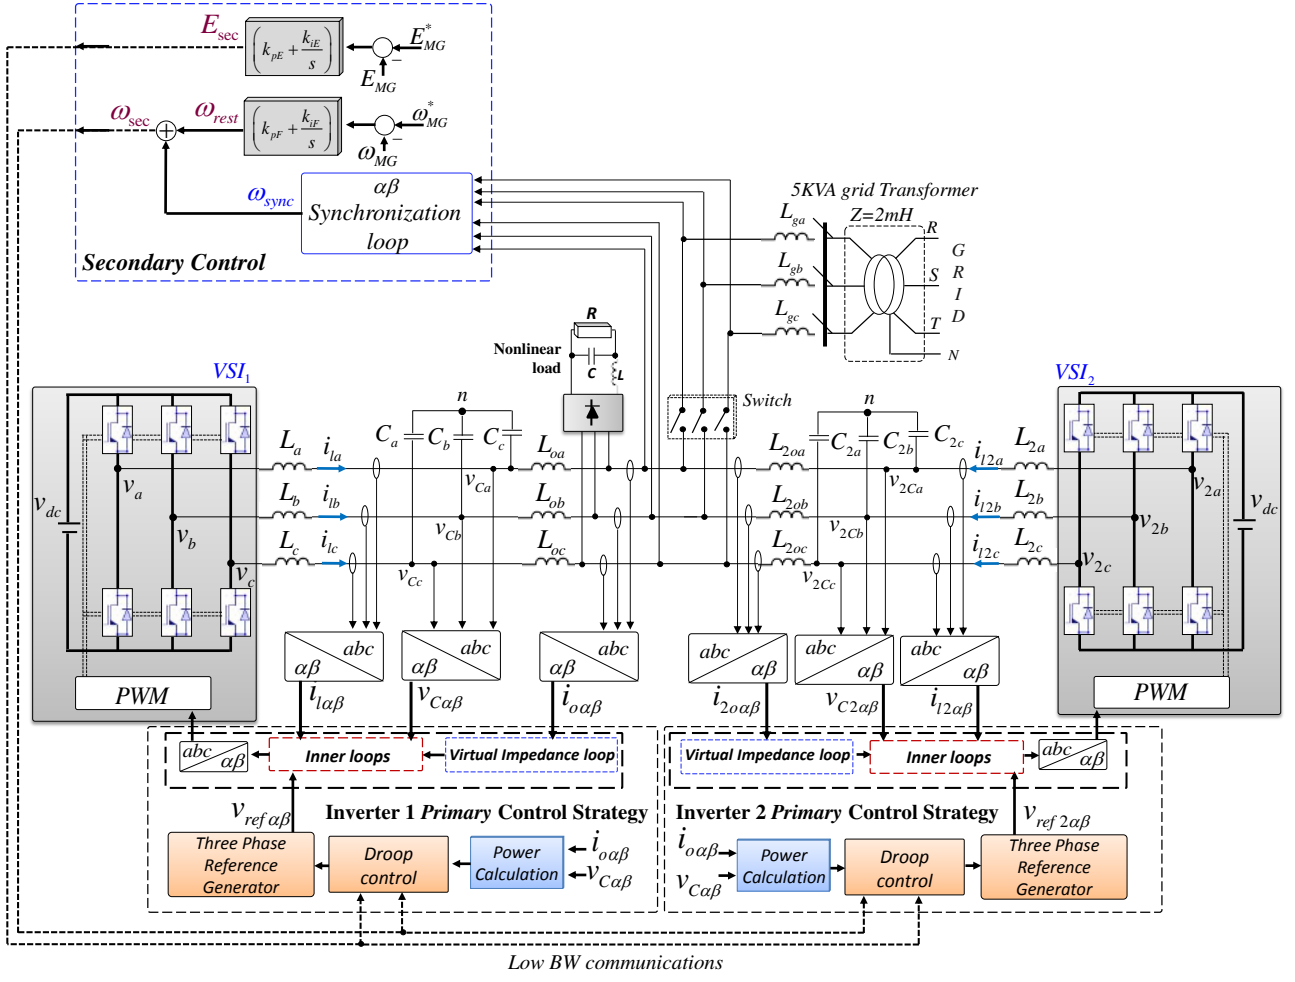 E_sec
(k_pE + k_iE/s)
E*_MG
−
E_MG
ω_sec
ω_rest
(k_pF + k_iF/s)
ω*_MG
−
ω_MG
ω_sync
αβ
Synchronization
loop
Secondary Control
5KVA grid Transformer
Z=2mH
L_ga
L_gb
L_gc
R
S
T
N
G
R
I
D
Nonlinear
load
R
C
L
Switch
VSI_1
VSI_2
v_dc
v_a
v_b
v_c
L_a
L_b
L_c
i_la
i_lb
i_lc
n
C_a
C_b
C_c
v_Ca
v_Cb
v_Cc
L_oa
L_ob
L_oc
L_2oa
L_2ob
L_2oc
n
C_2a
C_2b
C_2c
v_2Ca
v_2Cb
v_2Cc
i_l2a
i_l2b
i_l2c
L_2a
L_2b
L_2c
v_2a
v_2b
v_2c
v_dc
PWM
PWM
abc
αβ
abc
αβ
abc
αβ
abc
αβ
abc
αβ
abc
αβ
i_lαβ
v_Cαβ
i_oαβ
i_2oαβ
v_C2αβ
i_l2αβ
abc
αβ
Inner loops
Virtual Impedance loop
Virtual Impedance loop
Inner loops
abc
αβ
v_ref αβ
Inverter 1 Primary Control Strategy
Inverter 2 Primary Control Strategy
v_ref 2αβ
Three Phase
Reference
Generator
Droop
control
Power
Calculation
i_oαβ
v_Cαβ
i_oαβ
v_Cαβ
Power
Calculation
Droop
control
Three Phase
Reference
Generator
Low BW communications